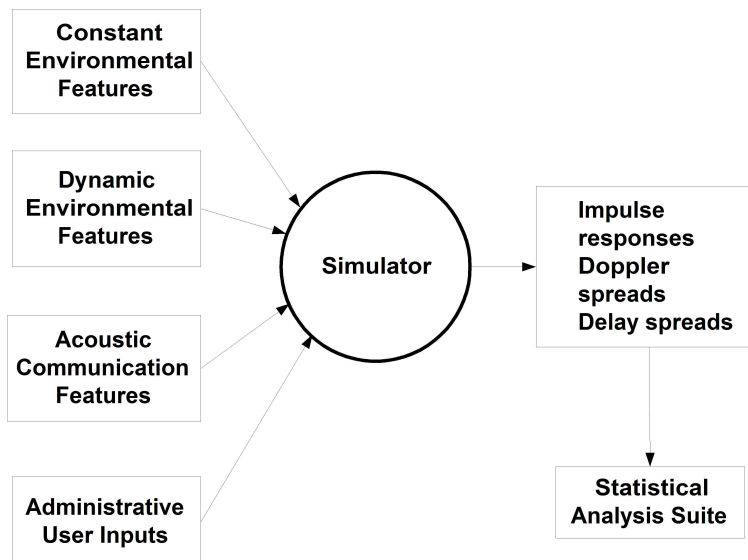 Constant
Environmental
Features
Dynamic
Environmental
Features
Acoustic
Communication
Features
Administrative
User Inputs
Simulator
Impulse
responses
Doppler
spreads
Delay spreads
Statistical
Analysis Suite